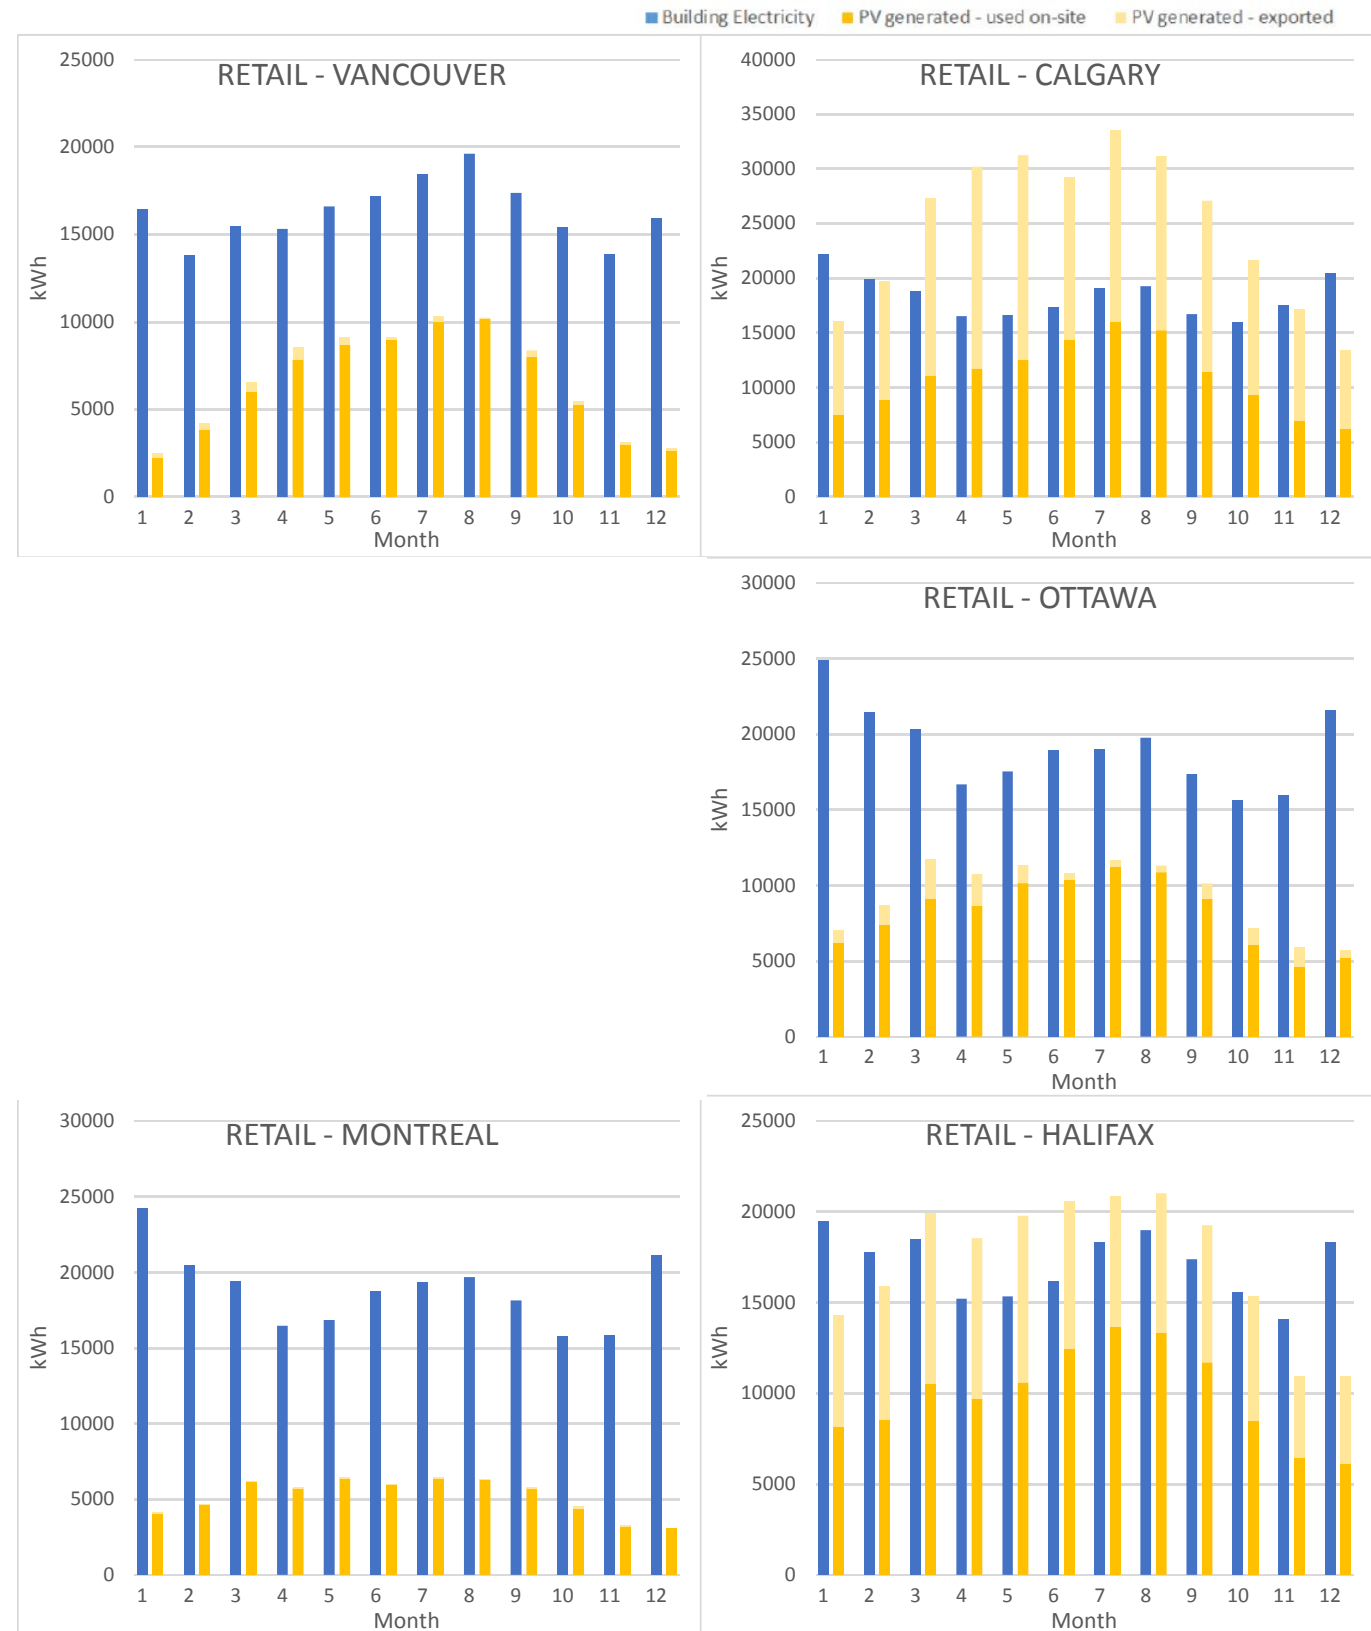 Building Electricity PV generated - used on-site PV generated - exported
RETAIL - VANCOUVER
25000
20000
15000
10000
5000
0
kWh
1 2 3 4 5 6 7 8 9 10 11 12
Month
RETAIL - CALGARY
40000
35000
30000
25000
20000
15000
10000
5000
0
kWh
1 2 3 4 5 6 7 8 9 10 11 12
Month
RETAIL - OTTAWA
30000
25000
20000
15000
10000
5000
0
kWh
1 2 3 4 5 6 7 8 9 10 11 12
Month
RETAIL - MONTREAL
30000
25000
20000
15000
10000
5000
0
kWh
1 2 3 4 5 6 7 8 9 10 11 12
Month
RETAIL - HALIFAX
25000
20000
15000
10000
5000
0
kWh
1 2 3 4 5 6 7 8 9 10 11 12
Month